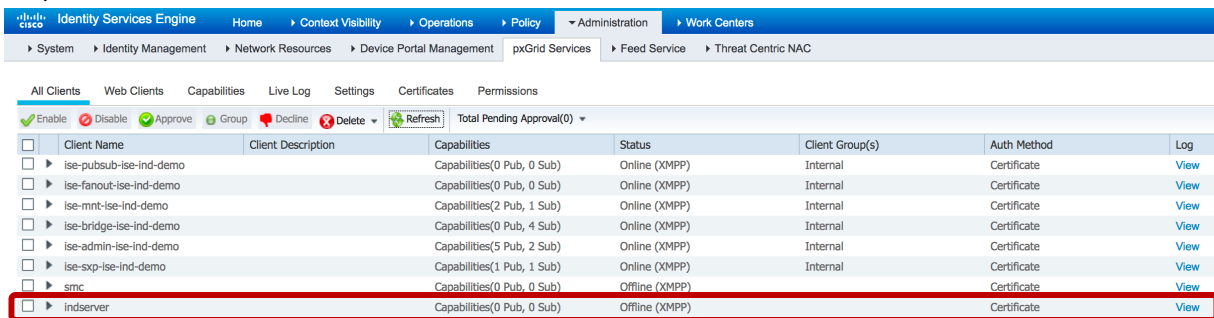 cisco Identity Services Engine Home Context Visibility Operations Policy Administration Work Centers
System Identity Management Network Resources Device Portal Management pxGrid Services Feed Service Threat Centric NAC
All Clients Web Clients Capabilities Live Log Settings Certificates Permissions
Enable Disable Approve Group Decline Delete Refresh Total Pending Approval(0)
Client Name Client Description Capabilities Status Client Group(s) Auth Method Log
ise-pubsub-ise-ind-demo Capabilities(0 Pub, 0 Sub) Online (XMPP) Internal Certificate View
ise-fanout-ise-ind-demo Capabilities(0 Pub, 0 Sub) Online (XMPP) Internal Certificate View
ise-mnt-ise-ind-demo Capabilities(2 Pub, 1 Sub) Online (XMPP) Internal Certificate View
ise-bridge-ise-ind-demo Capabilities(0 Pub, 4 Sub) Online (XMPP) Internal Certificate View
ise-admin-ise-ind-demo Capabilities(5 Pub, 2 Sub) Online (XMPP) Internal Certificate View
ise-sxp-ise-ind-demo Capabilities(1 Pub, 1 Sub) Online (XMPP) Internal Certificate View
smc Capabilities(0 Pub, 0 Sub) Offline (XMPP) Certificate View
indserver Capabilities(0 Pub, 0 Sub) Offline (XMPP) Certificate View